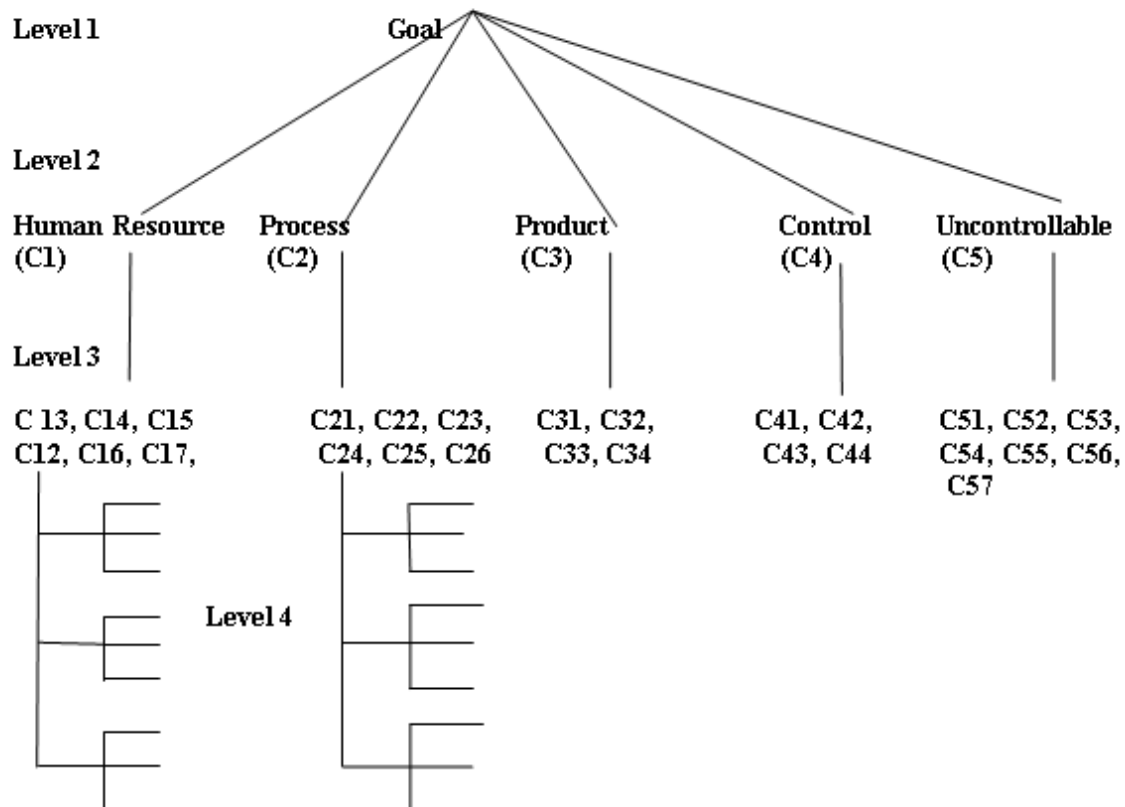 Level 1
Goal
Level 2
Human Resource
(C1)
Process
(C2)
Product
(C3)
Control
(C4)
Uncontrollable
(C5)
Level 3
C 13, C14, C15
C12, C16, C17,
C21, C22, C23,
C24, C25, C26
C31, C32,
C33, C34
C41, C42,
C43, C44
C51, C52, C53,
C54, C55, C56,
C57
Level 4